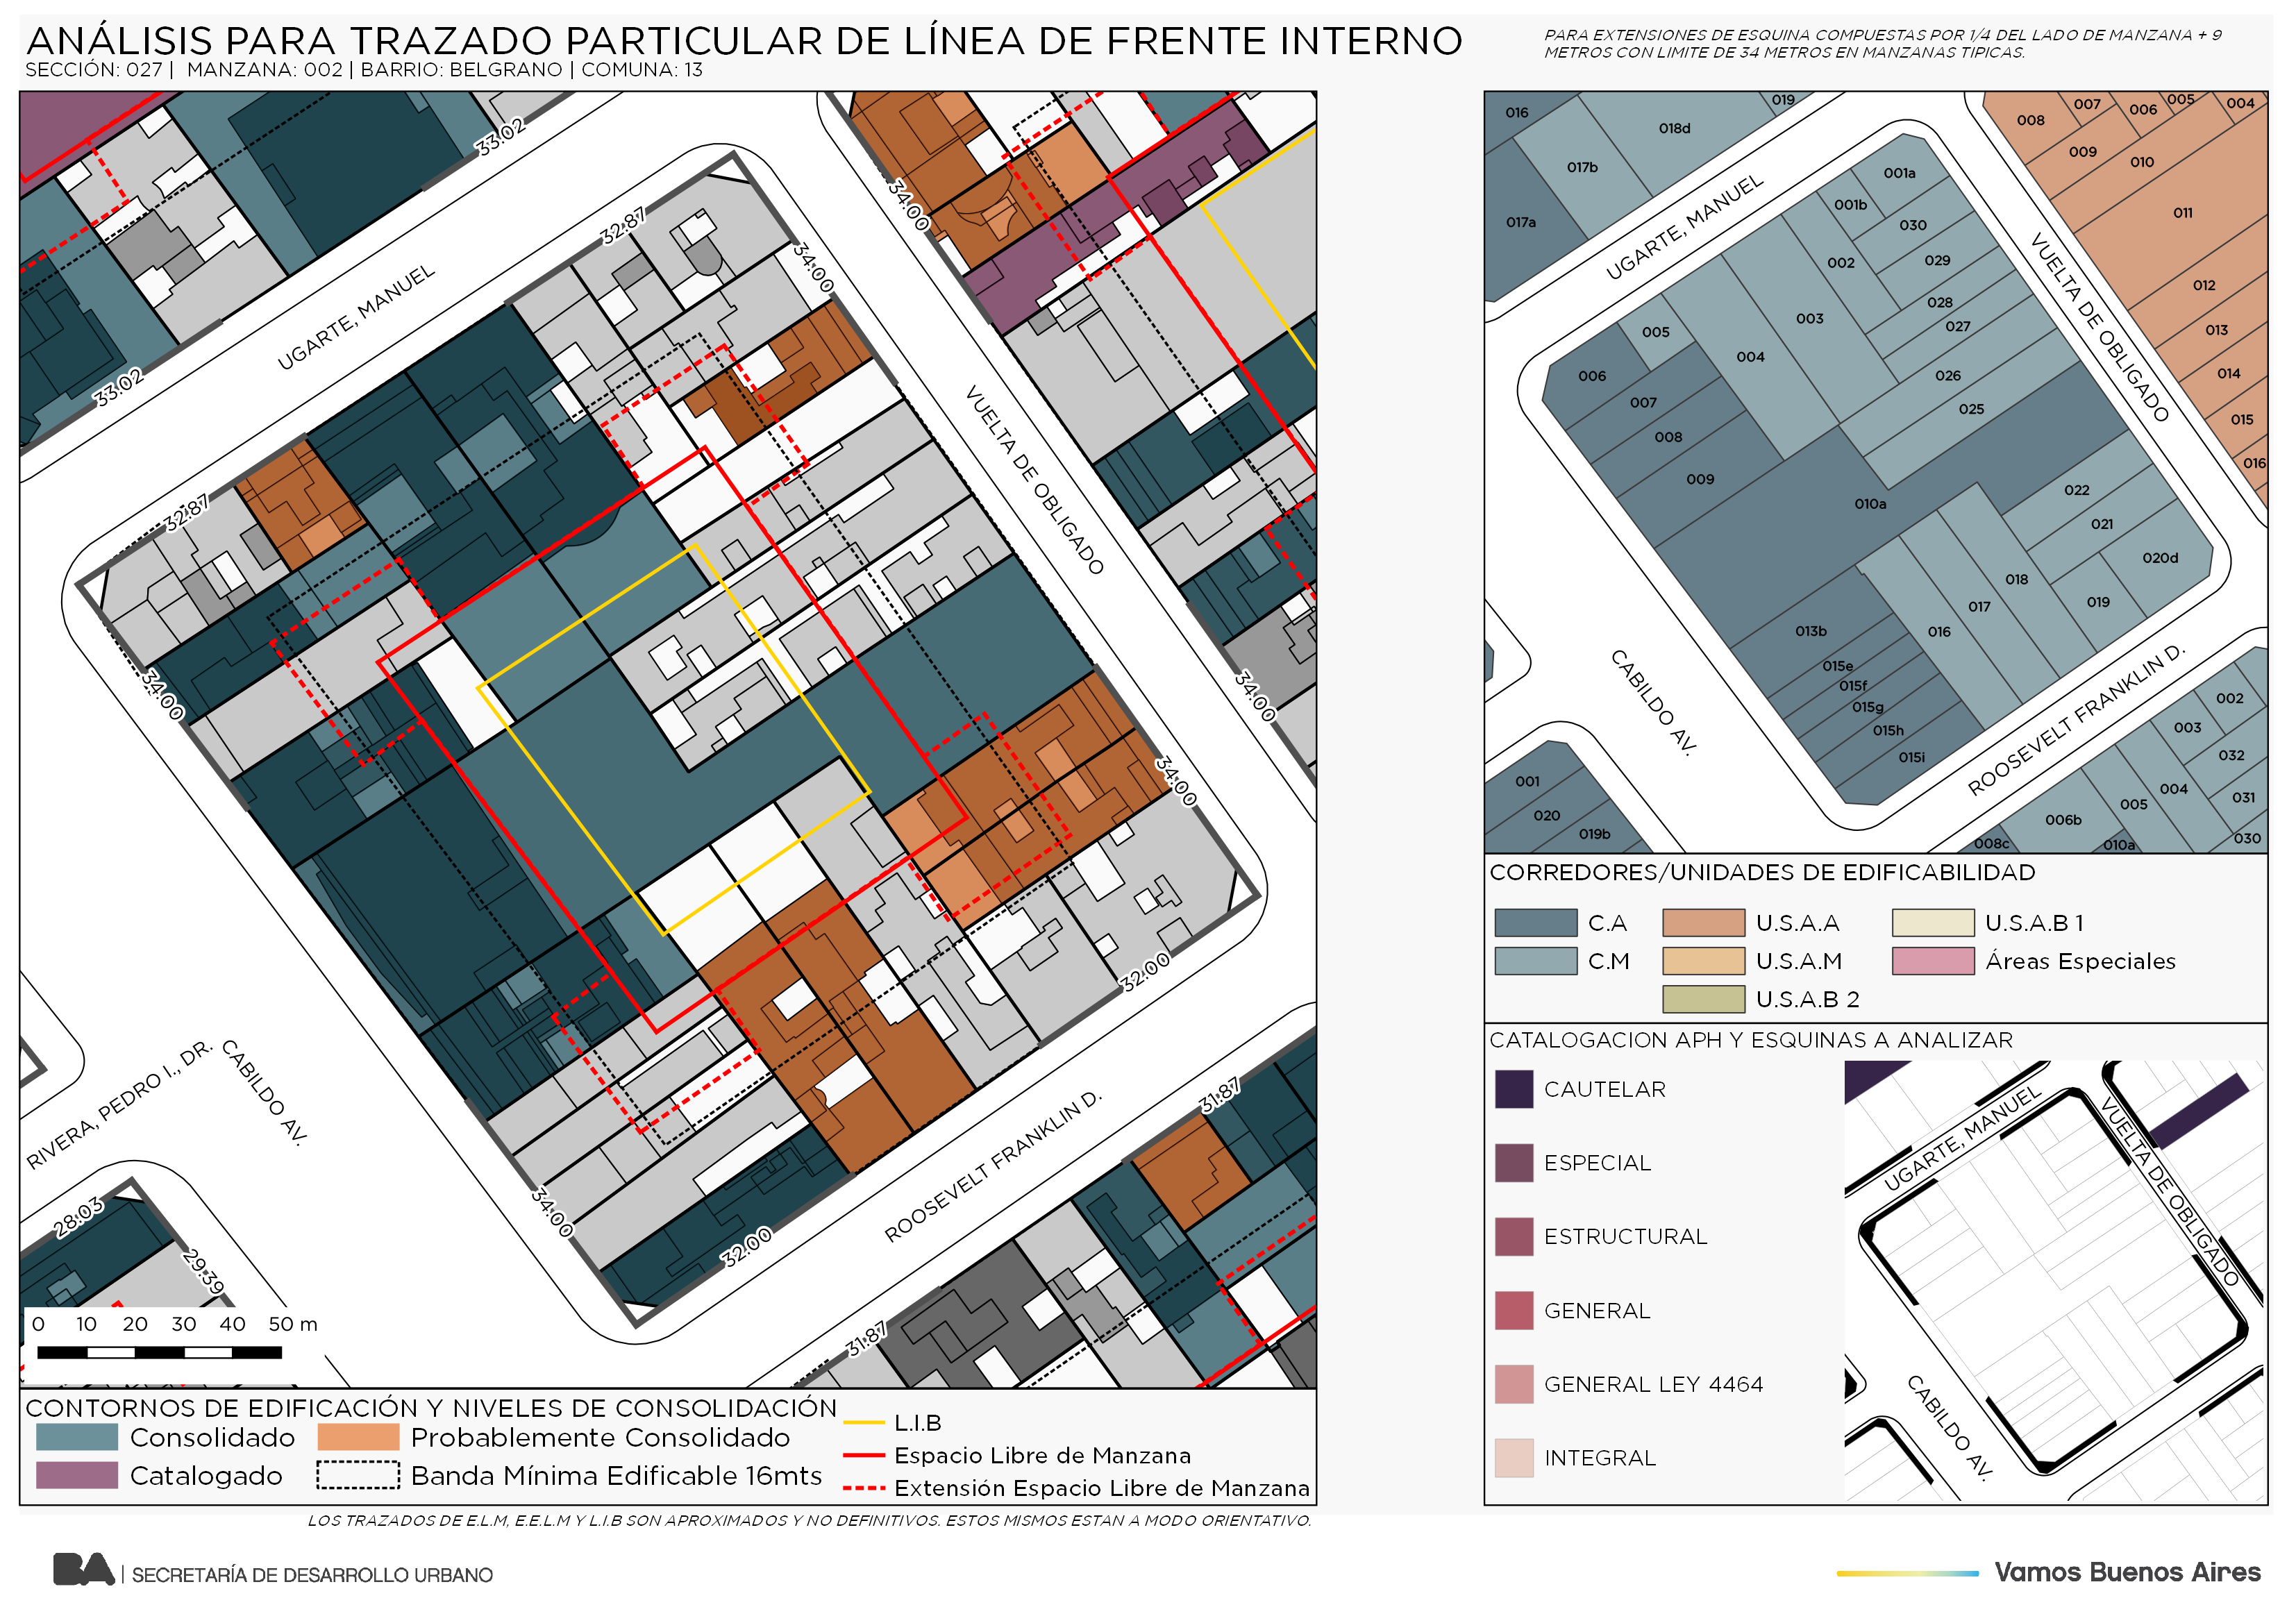 ANÁLISIS PARA TRAZADO PARTICULAR DE LÍNEA DE FRENTE INTERNO
SECCIÓN: 027 | MANZANA: 002 | BARRIO: BELGRANO | COMUNA: 13
PARA EXTENSIONES DE ESQUINA COMPUESTAS POR 1/4 DEL LADO DE MANZANA + 9
METROS CON LIMITE DE 34 METROS EN MANZANAS TIPICAS.
33.02
33.02
UGARTE, MANUEL
32.87
32.87
34.00
34.00
34.00
VUELTA DE OBLIGADO
34.00
34.00
32.00
34.00
32.00
ROOSEVELT FRANKLIN D.
31.87
31.87
RIVERA, PEDRO I., DR.
CABILDO AV.
28.03
29.39
0 10 20 30 40 50 m
CONTORNOS DE EDIFICACIÓN Y NIVELES DE CONSOLIDACIÓN
Consolidado
Probablemente Consolidado
Catalogado
Banda Mínima Edificable 16mts
L.I.B
Espacio Libre de Manzana
Extensión Espacio Libre de Manzana
LOS TRAZADOS DE E.L.M, E.E.L.M Y L.I.B SON APROXIMADOS Y NO DEFINITIVOS. ESTOS MISMOS ESTAN A MODO ORIENTATIVO.
016
018d
019
017b
017a
UGARTE, MANUEL
008
007
006
005
004
009
010
011
012
013
014
015
016
VUELTA DE OBLIGADO
001a
001b
030
002
029
028
027
003
004
005
006
026
025
007
008
009
010a
022
021
020d
018
019
017
016
013b
015e
015f
015g
015h
015i
CABILDO AV.
ROOSEVELT FRANKLIN D.
001
020
019b
002
003
032
004
031
005
006b
030
010a
008c
CORREDORES/UNIDADES DE EDIFICABILIDAD
C.A
U.S.A.A
U.S.A.B 1
C.M
U.S.A.M
Áreas Especiales
U.S.A.B 2
CATALOGACION APH Y ESQUINAS A ANALIZAR
CAUTELAR
ESPECIAL
ESTRUCTURAL
GENERAL
GENERAL LEY 4464
INTEGRAL
UGARTE, MANUEL
VUELTA DE OBLIGADO
CABILDO AV.
BA | SECRETARÍA DE DESARROLLO URBANO
Vamos Buenos Aires